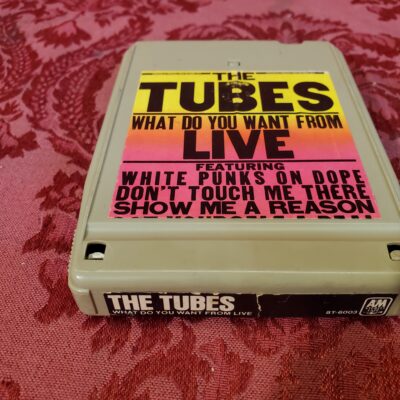 THE
TUBES
WHAT DO YOU WANT FROM
LIVE
FEATURING
WHITE PUNKS ON DOPE
DON'T TOUCH ME THERE
SHOW ME A REASON
THE TUBES
WHAT DO YOU WANT FROM LIVE
8T-6003
A&M